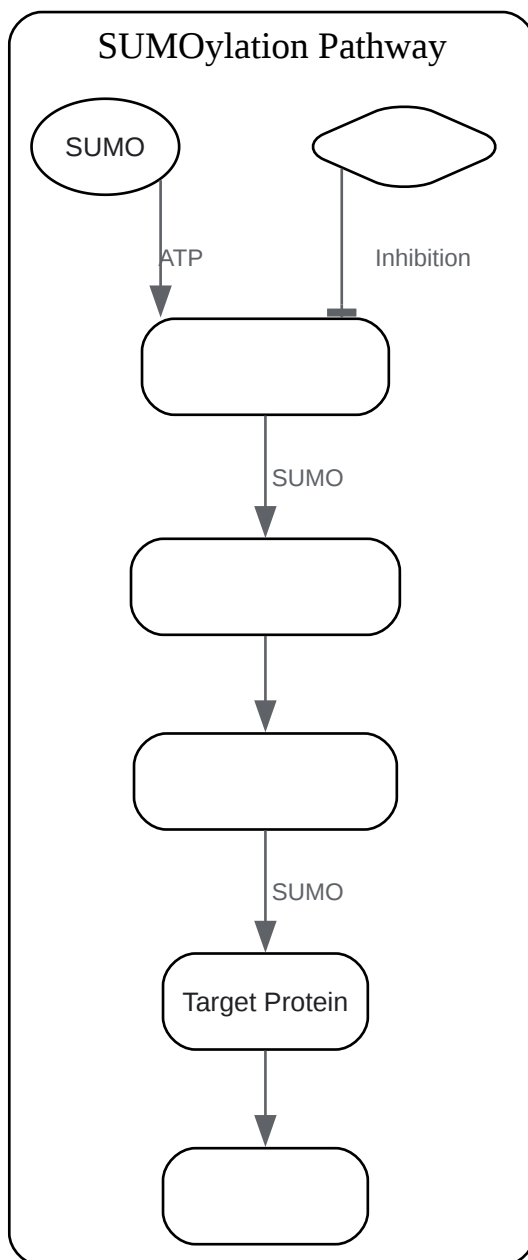 SUMOylation Pathway
SUMO
ATP
Inhibition
SUMO
SUMO
Target Protein